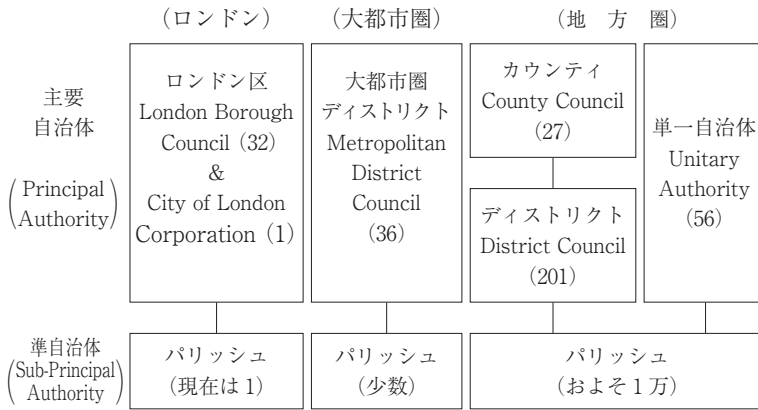 (ロンドン)
(大都市圏)
(地 方 圏)
主要
自治体
(Principal
Authority)
ロンドン区
London Borough
Council (32)
&
City of London
Corporation (1)
大都市圏
ディストリクト
Metropolitan
District
Council
(36)
カウンティ
County Council
(27)
ディストリクト
District Council
(201)
単一自治体
Unitary
Authority
(56)
準自治体
(Sub-Principal
Authority)
パリッシュ
(現在は 1)
パリッシュ
(少数)
パリッシュ
(およそ 1 万)